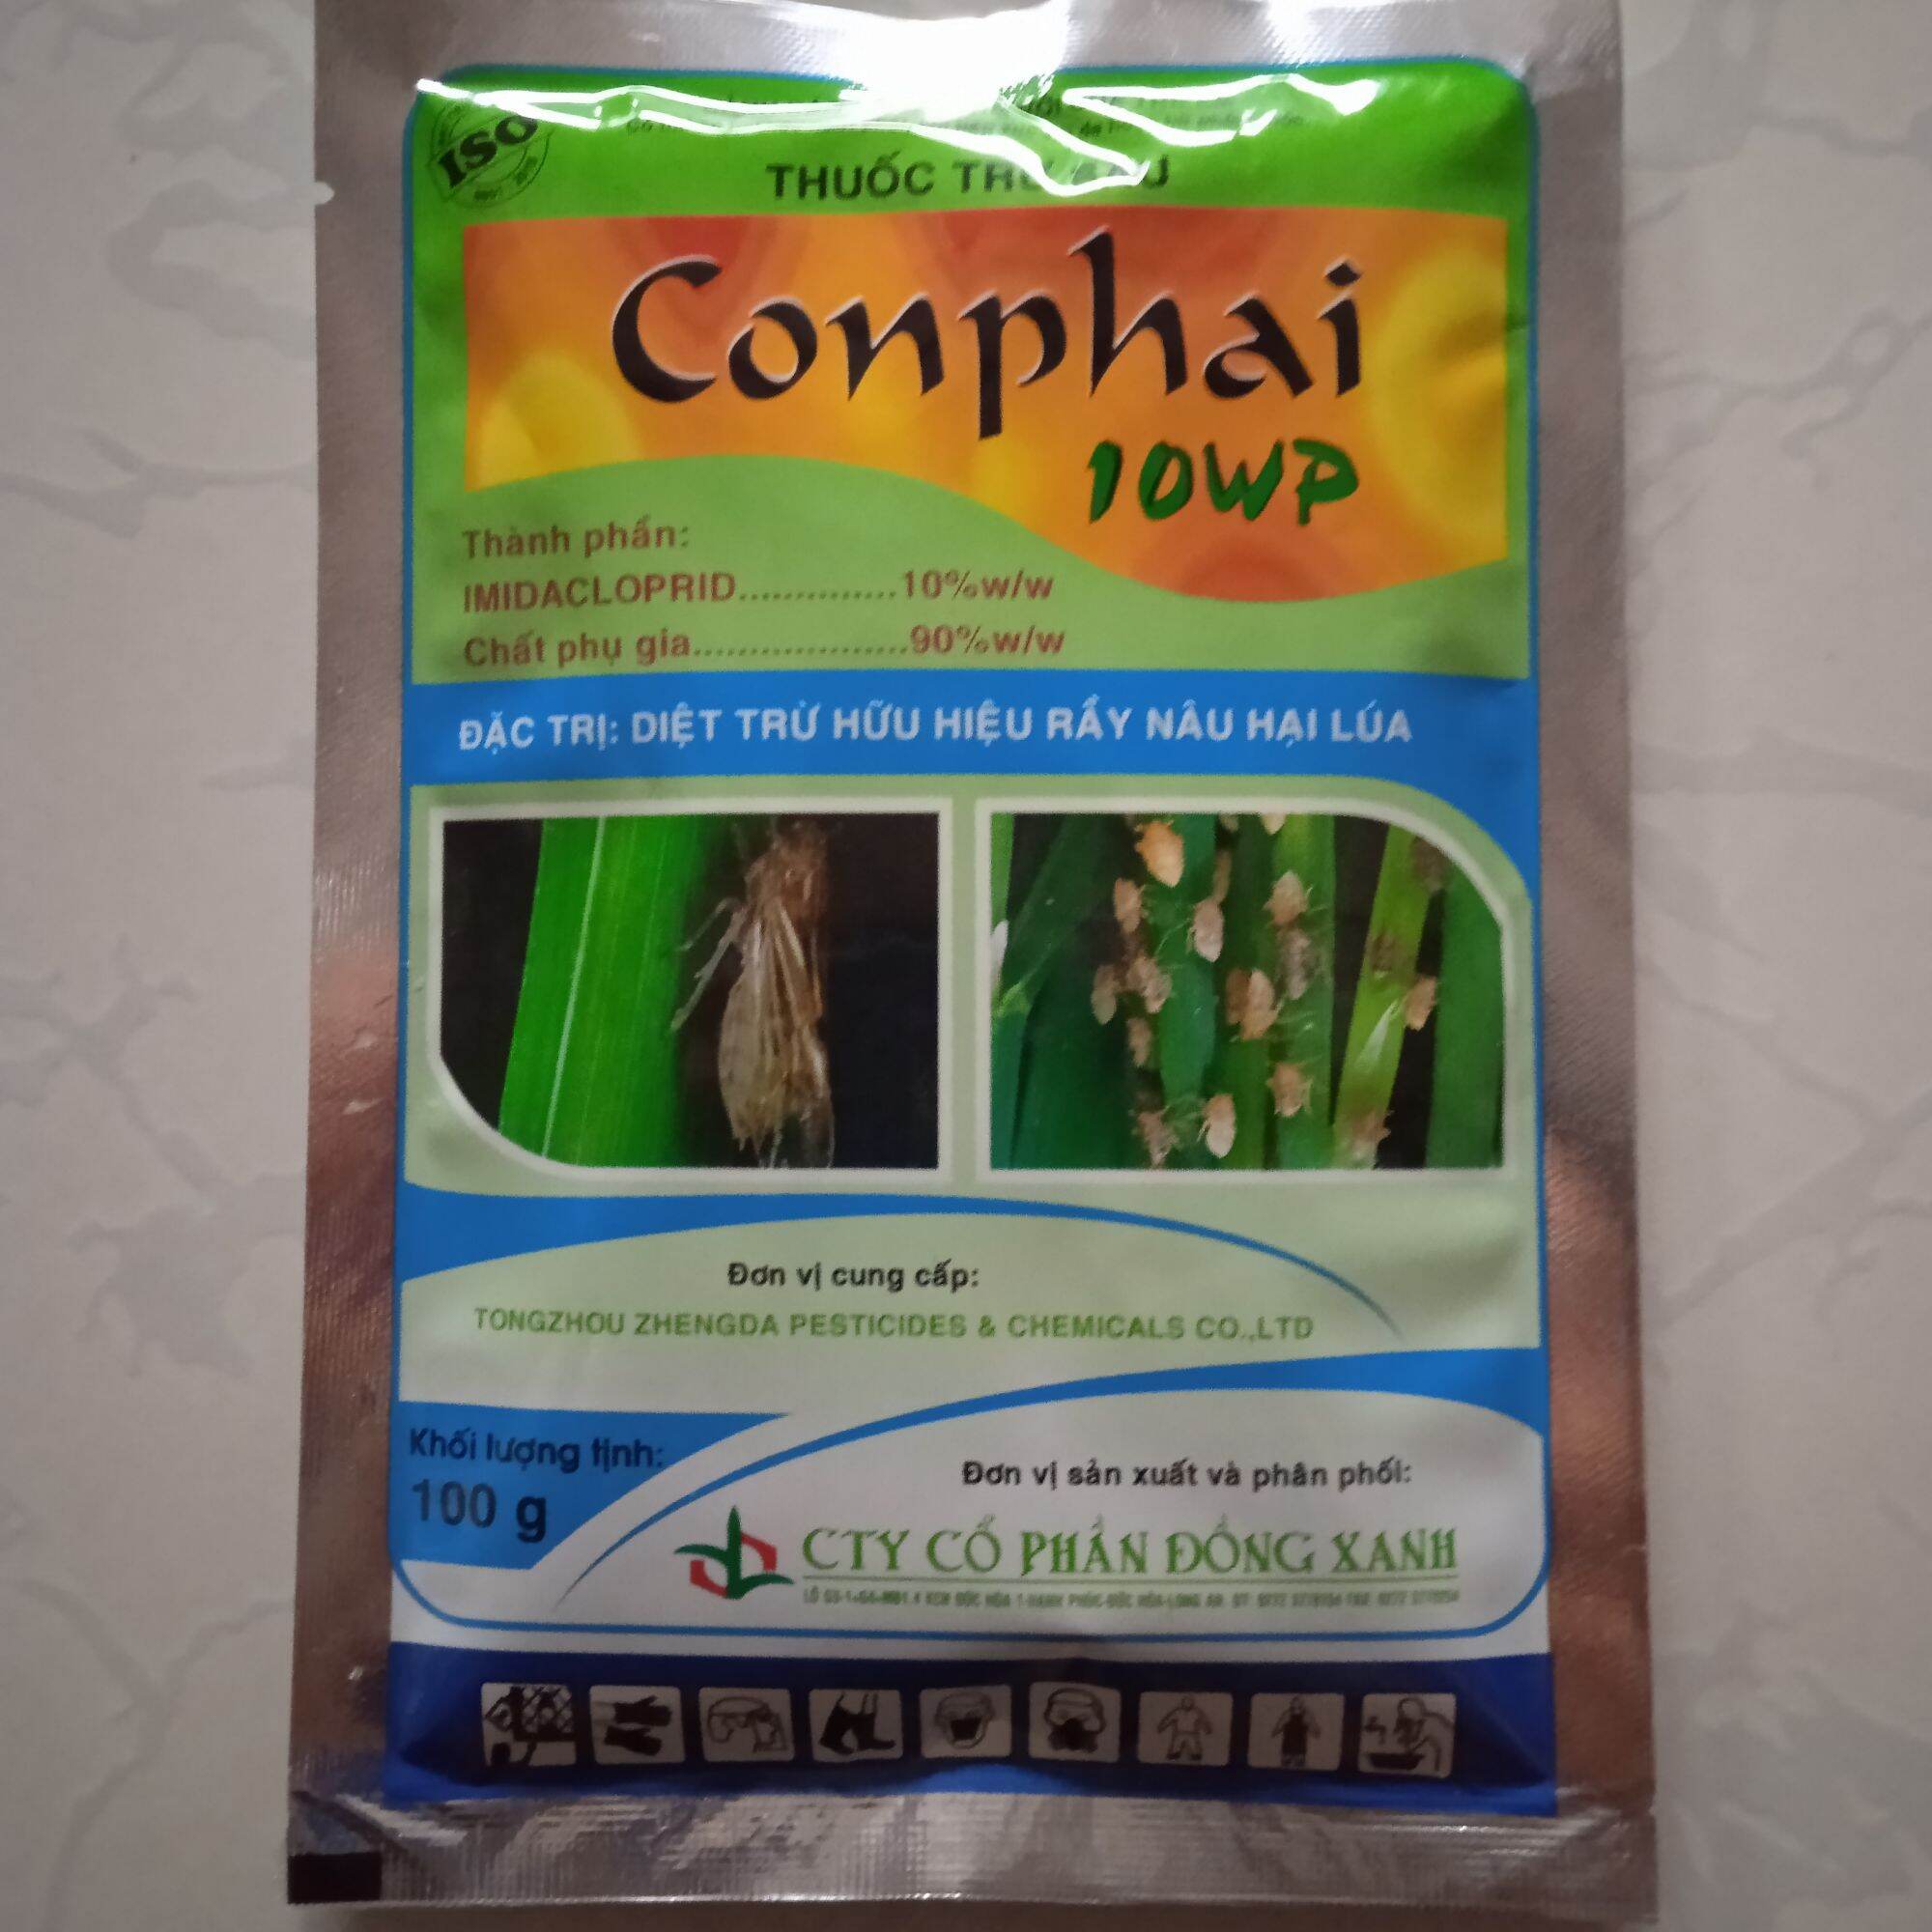 ISO
THUỐC TRỪ SÂU
Conphai
10WP
Thành phần:
IMIDACLOPRID..............10%w/w
Chất phụ gia...................90%w/w
ĐẶC TRỊ: DIỆT TRỪ HỮU HIỆU RẦY NÂU HẠI LÚA
Đơn vị cung cấp:
TONGZHOU ZHENGDA PESTICIDES & CHEMICALS CO.,LTD
Khối lượng tịnh:
100 g
Đơn vị sản xuất và phân phối:
CTY CỔ PHẦN ĐỒNG XANH